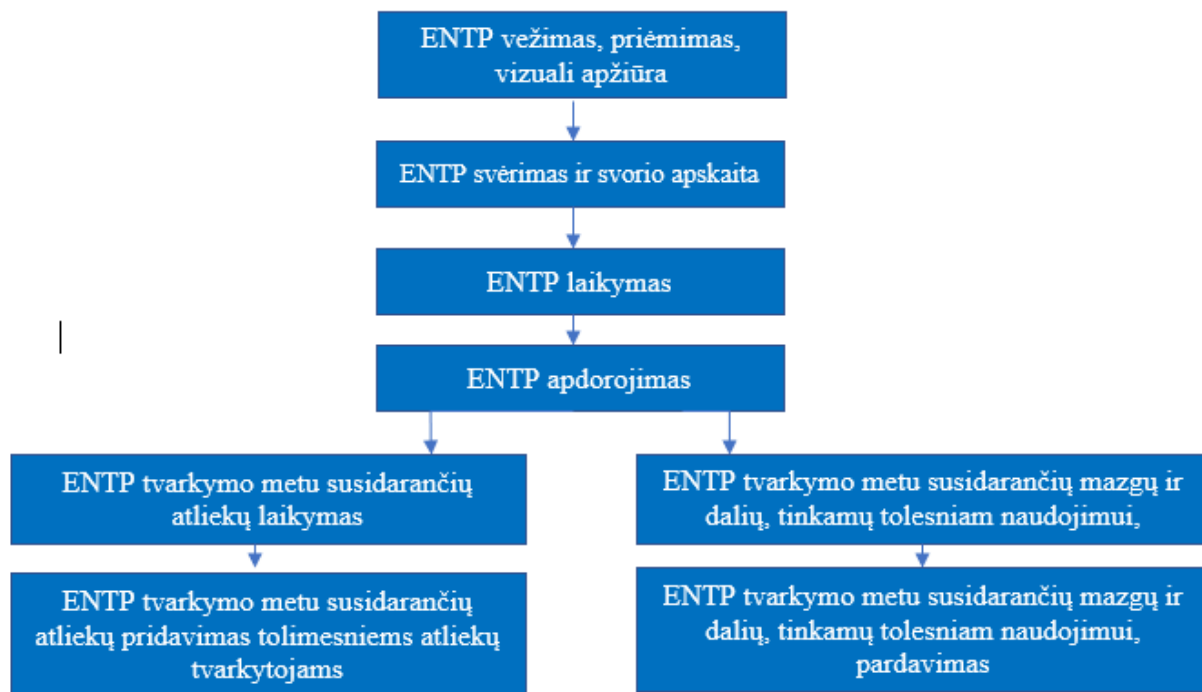 ENTP vežimas, priėmimas,
vizuali apžiūra
ENTP svėrimas ir svorio apskaita
ENTP laikymas
ENTP apdorojimas
ENTP tvarkymo metu susidarančių
atliekų laikymas
ENTP tvarkymo metu susidarančių mazgų ir
dalių, tinkamų tolesniam naudojimui,
ENTP tvarkymo metu susidarančių
atliekų pridavimas tolimesniems atliekų
tvarkytojams
ENTP tvarkymo metu susidarančių mazgų ir
dalių, tinkamų tolesniam naudojimui,
pardavimas